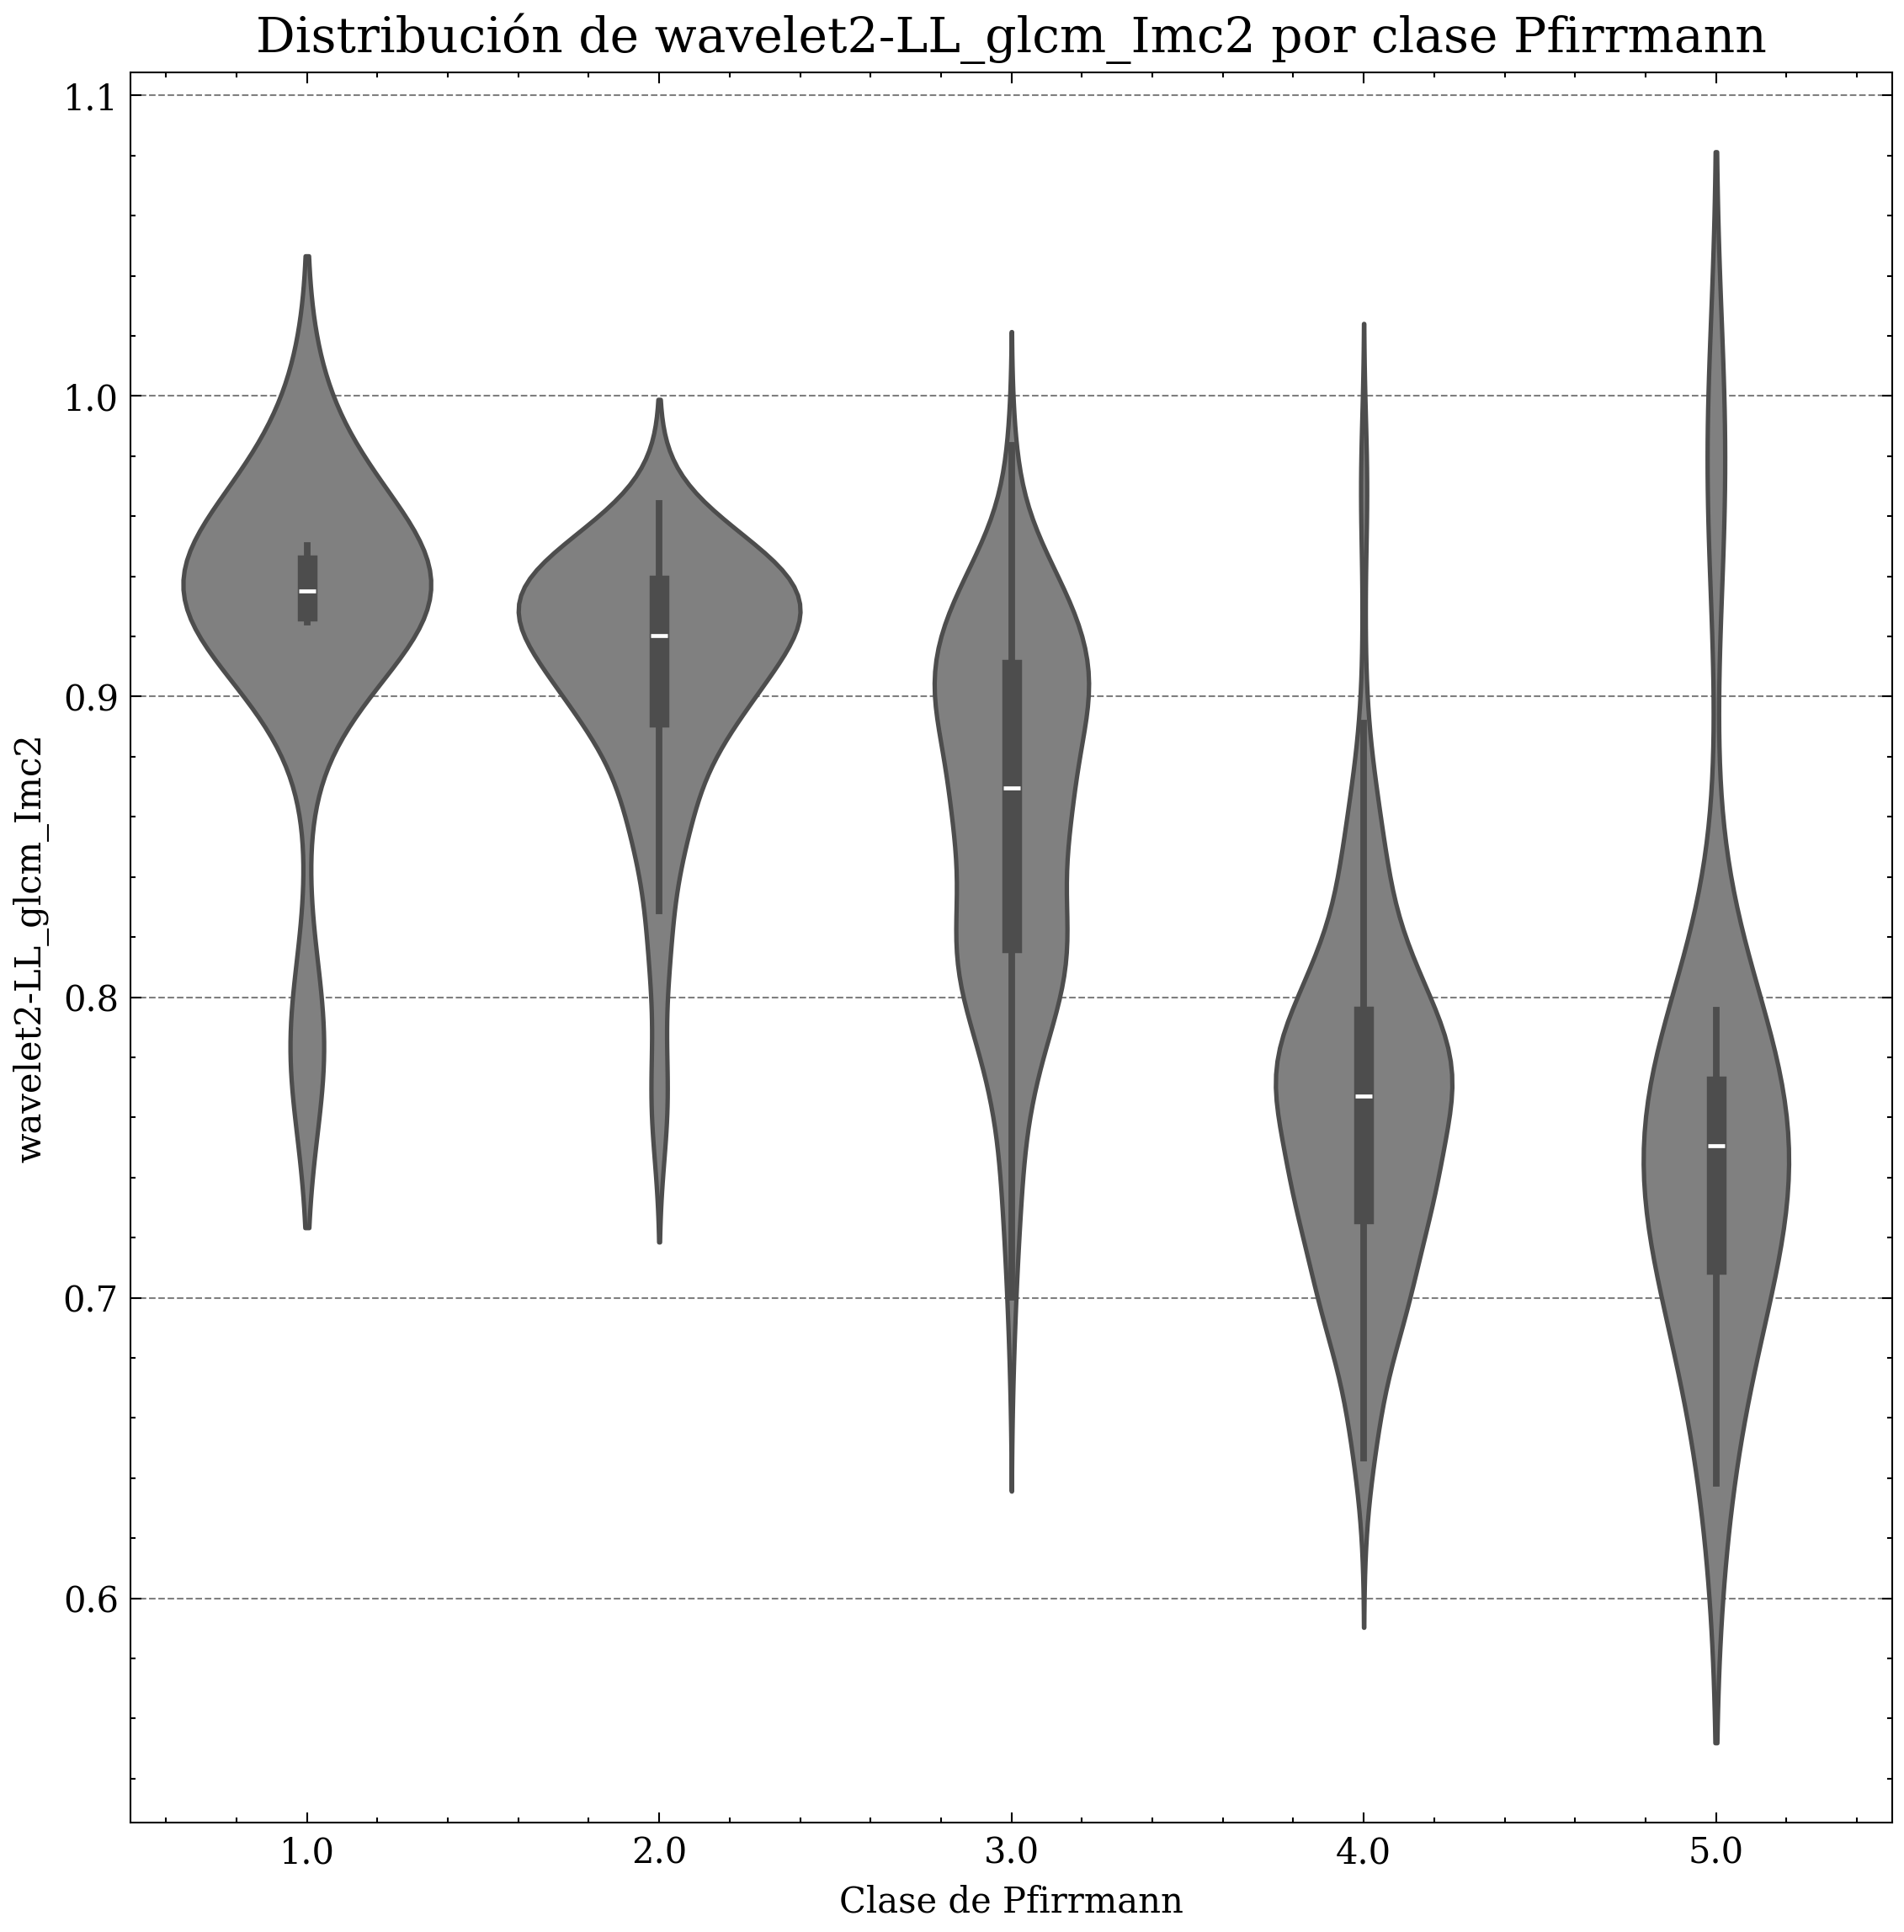 Distribución de wavelet2-LL_glcm_Imc2 por clase Pfirrmann
1.1
1.0
0.9
0.8
0.7
0.6
wavelet2-LL_glcm_Imc2
1.0 2.0 3.0 4.0 5.0
Clase de Pfirrmann